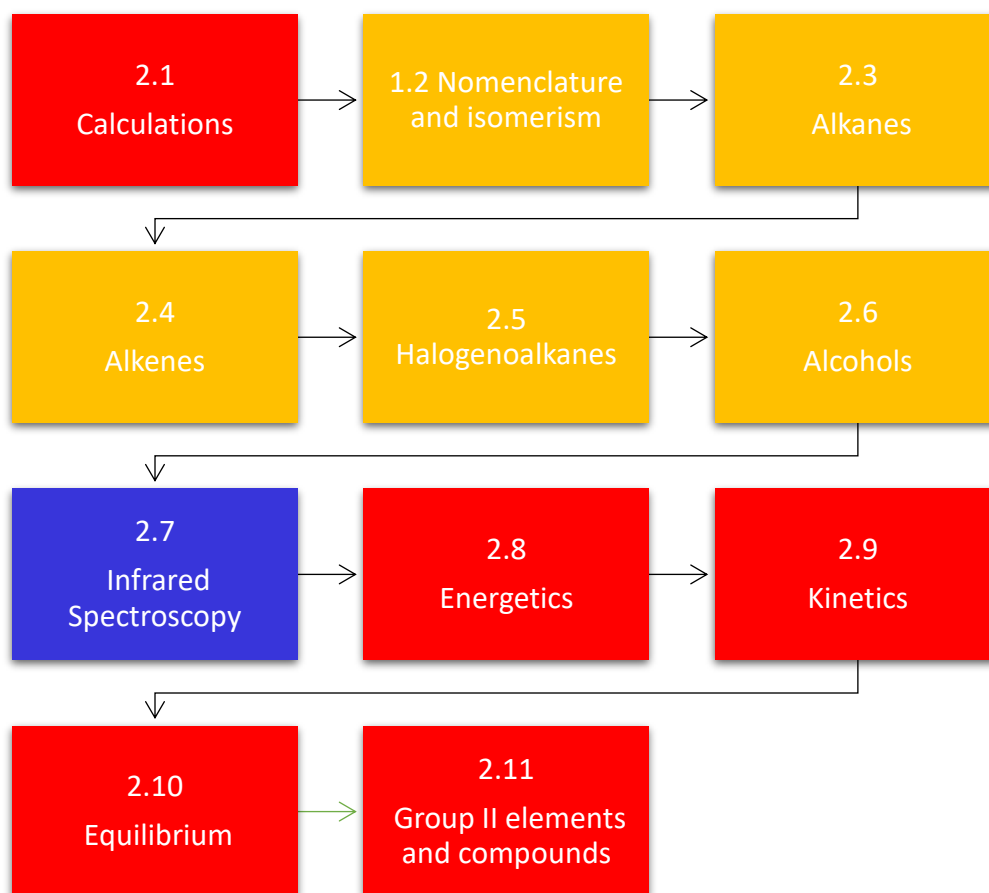 2.1
Calculations
1.2 Nomenclature
and isomerism
2.3
Alkanes
2.4
Alkenes
2.5
Halogenoalkanes
2.6
Alcohols
2.7
Infrared
Spectroscopy
2.8
Energetics
2.9
Kinetics
2.10
Equilibrium
2.11
Group II elements
and compounds